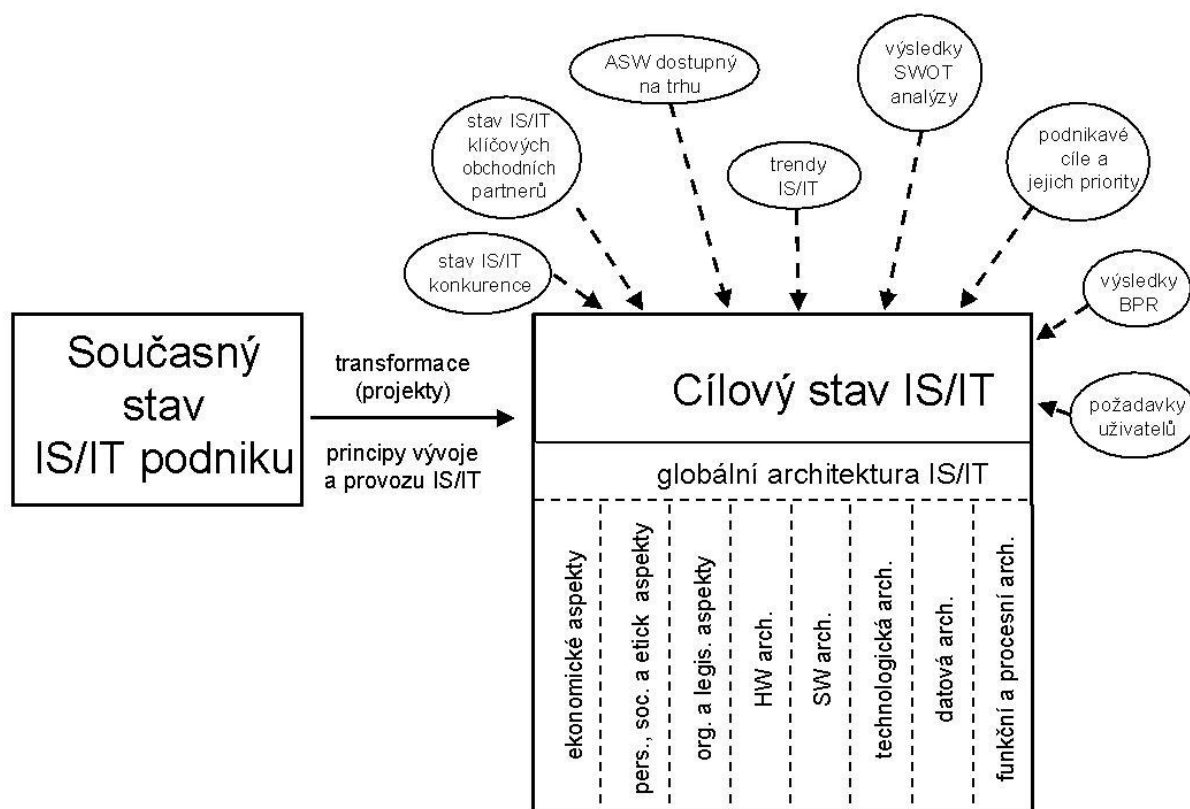 ASW dostupný
na trhu
výsledky
SWOT
analýzy
stav IS/IT
klíčových
obchodních
partnerů
trendy
IS/IT
podnikavé
cíle a
jejich priority
stav IS/IT
konkurence
výsledky
BPR
požadavky
uživatelů
Současný
stav
IS/IT podniku
transformace
(projekty)
principy vývoje
a provozu IS/IT
Cílový stav IS/IT
globální architektura IS/IT
ekonomické aspekty
pers., soc. a etick aspekty
org. a legis. aspekty
HW arch.
SW arch.
technologická arch.
datová arch.
funkční a procesní arch.